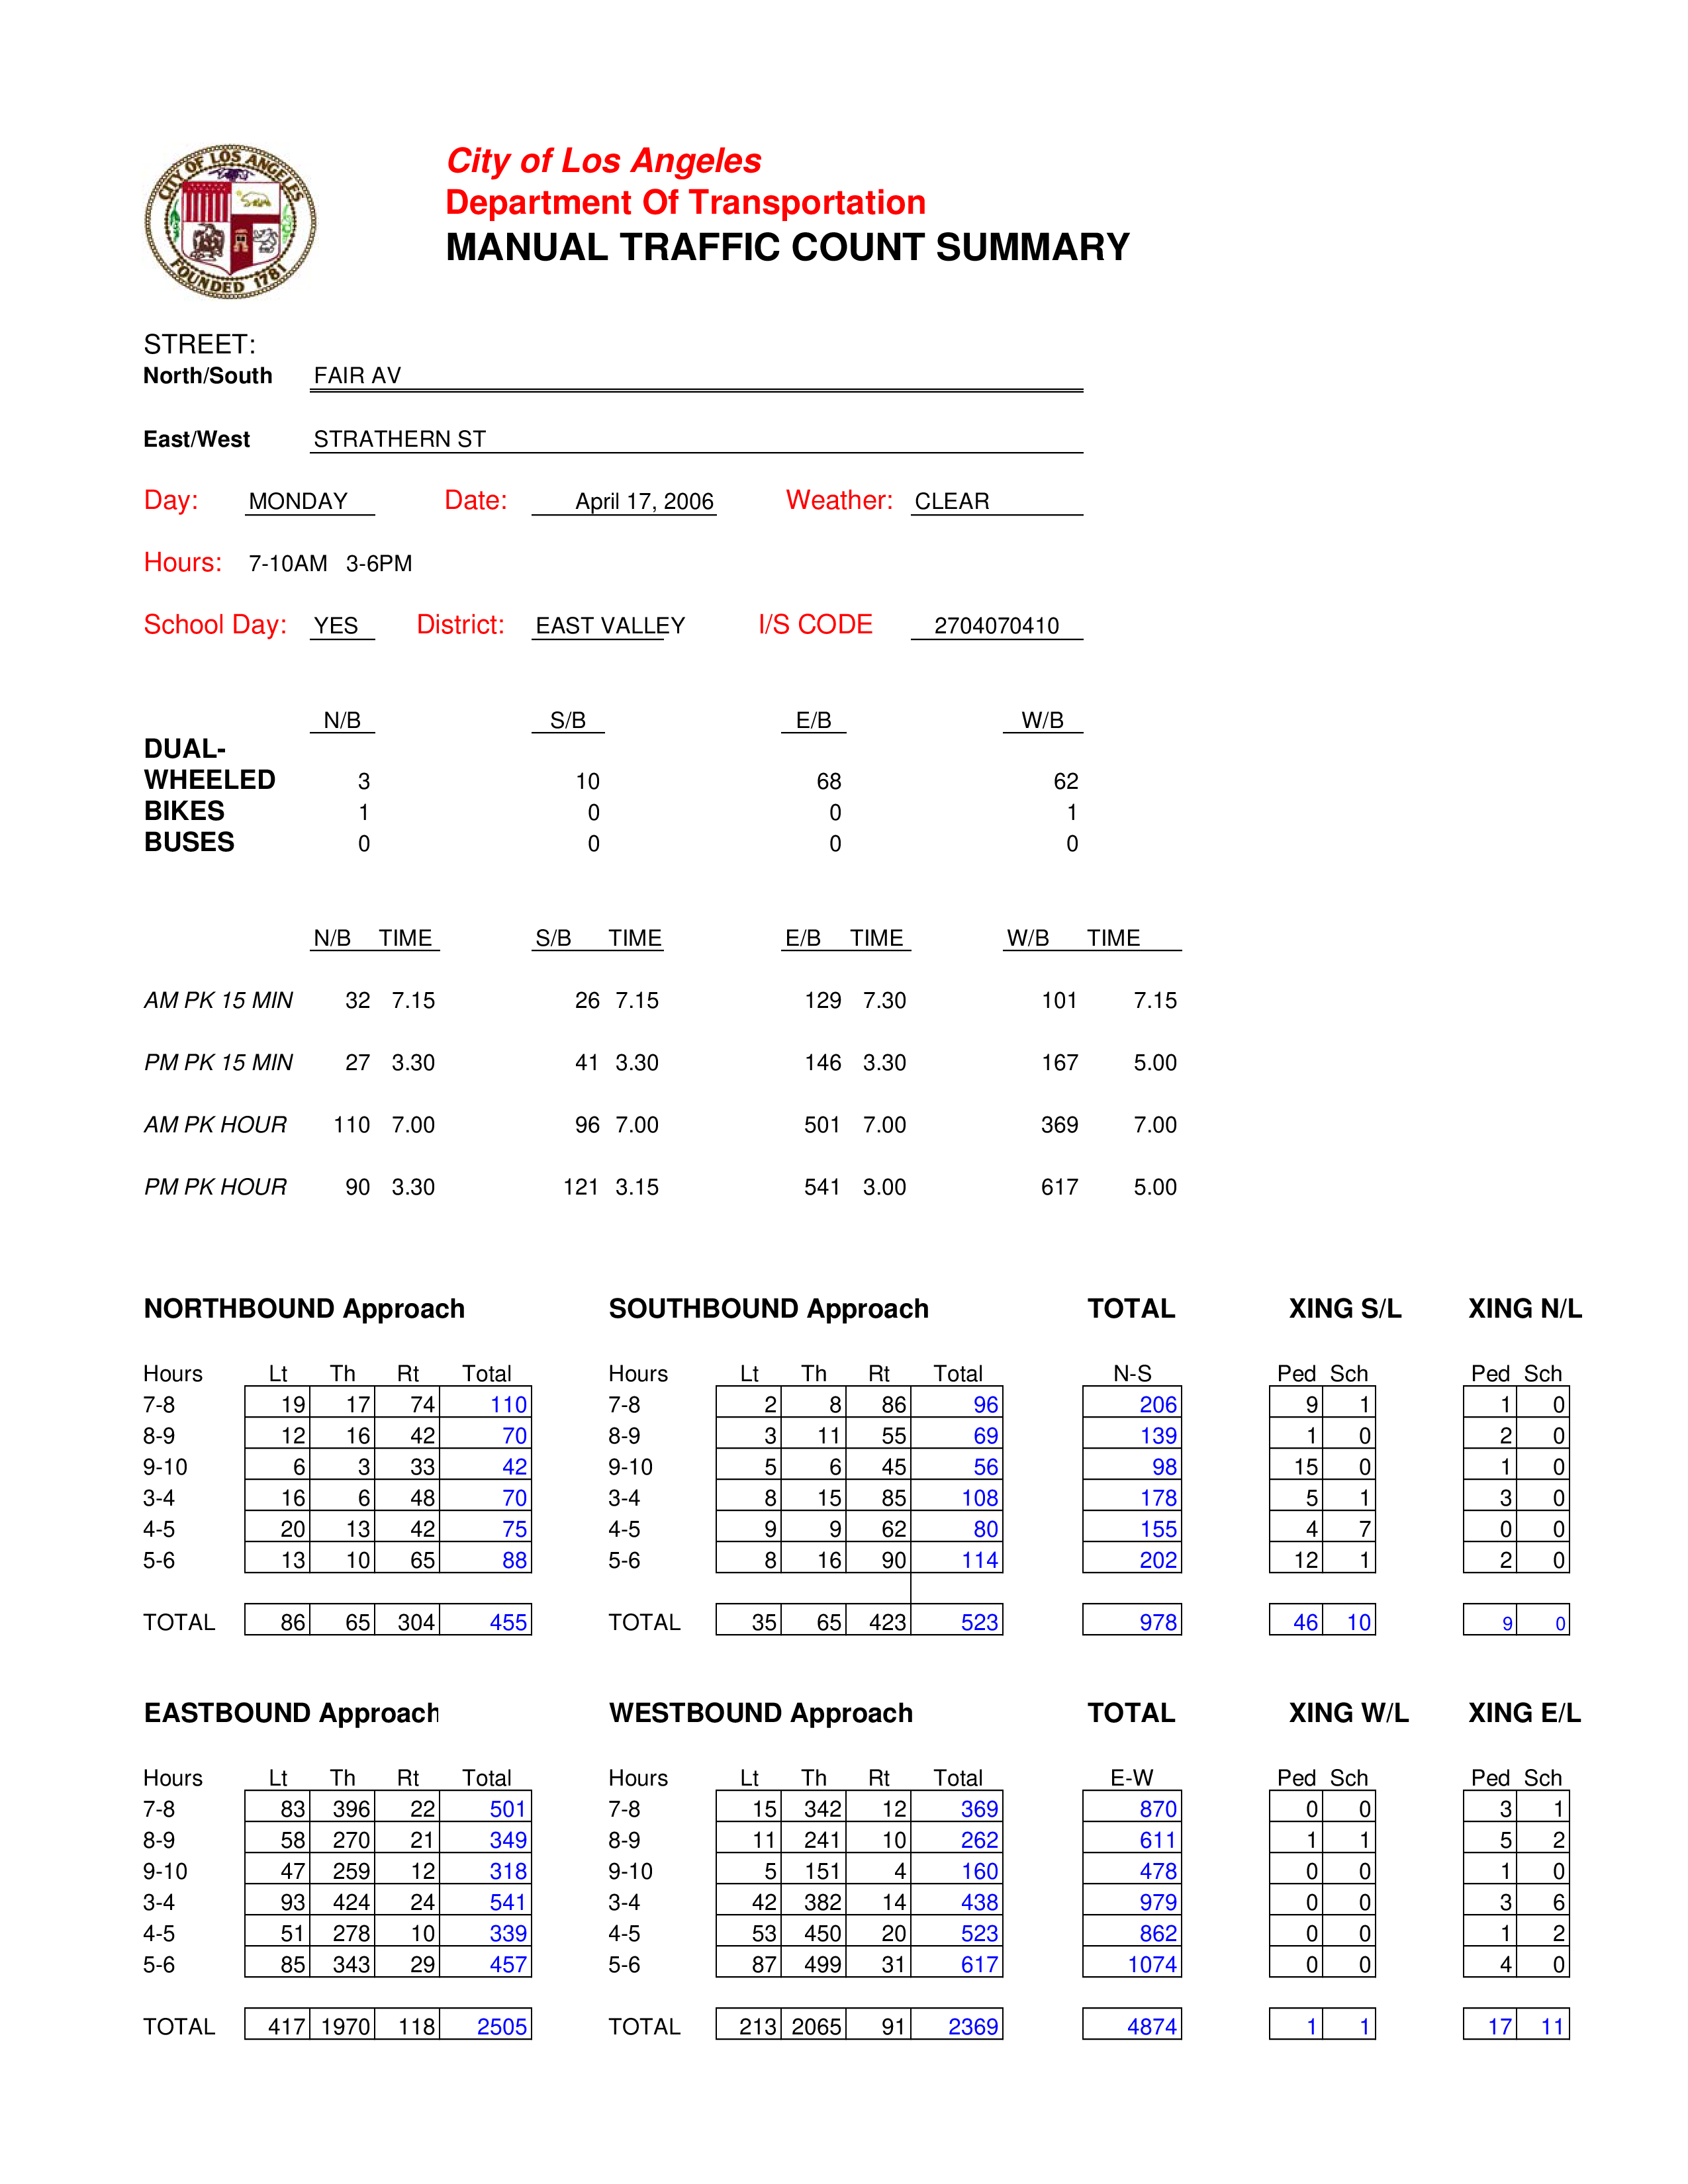 CITY OF LOS ANGELES
FOUNDED 1781
City of Los Angeles
Department Of Transportation
MANUAL TRAFFIC COUNT SUMMARY
STREET:
North/South FAIR AV
East/West STRATHERN ST
Day: MONDAY Date: April 17, 2006 Weather: CLEAR
Hours: 7-10AM 3-6PM
School Day: YES District: EAST VALLEY I/S CODE 2704070410
N/B S/B E/B W/B
DUAL-
WHEELED 3 10 68 62
BIKES 1 0 0 1
BUSES 0 0 0 0
N/B TIME S/B TIME E/B TIME W/B TIME
AM PK 15 MIN 32 7.15 26 7.15 129 7.30 101 7.15
PM PK 15 MIN 27 3.30 41 3.30 146 3.30 167 5.00
AM PK HOUR 110 7.00 96 7.00 501 7.00 369 7.00
PM PK HOUR 90 3.30 121 3.15 541 3.00 617 5.00
NORTHBOUND Approach SOUTHBOUND Approach TOTAL XING S/L XING N/L
Hours Lt Th Rt Total Hours Lt Th Rt Total N-S Ped Sch Ped Sch
7-8 19 17 74 110 7-8 2 8 86 96 206 9 1 1 0
8-9 12 16 42 70 8-9 3 11 55 69 139 1 0 2 0
9-10 6 3 33 42 9-10 5 6 45 56 98 15 0 1 0
3-4 16 6 48 70 3-4 8 15 85 108 178 5 1 3 0
4-5 20 13 42 75 4-5 9 9 62 80 155 4 7 0 0
5-6 13 10 65 88 5-6 8 16 90 114 202 12 1 2 0
TOTAL 86 65 304 455 TOTAL 35 65 423 523 978 46 10 9 0
EASTBOUND Approach WESTBOUND Approach TOTAL XING W/L XING E/L
Hours Lt Th Rt Total Hours Lt Th Rt Total E-W Ped Sch Ped Sch
7-8 83 396 22 501 7-8 15 342 12 369 870 0 0 3 1
8-9 58 270 21 349 8-9 11 241 10 262 611 1 1 5 2
9-10 47 259 12 318 9-10 5 151 4 160 478 0 0 1 0
3-4 93 424 24 541 3-4 42 382 14 438 979 0 0 3 6
4-5 51 278 10 339 4-5 53 450 20 523 862 0 0 1 2
5-6 85 343 29 457 5-6 87 499 31 617 1074 0 0 4 0
TOTAL 417 1970 118 2505 TOTAL 213 2065 91 2369 4874 1 1 17 11